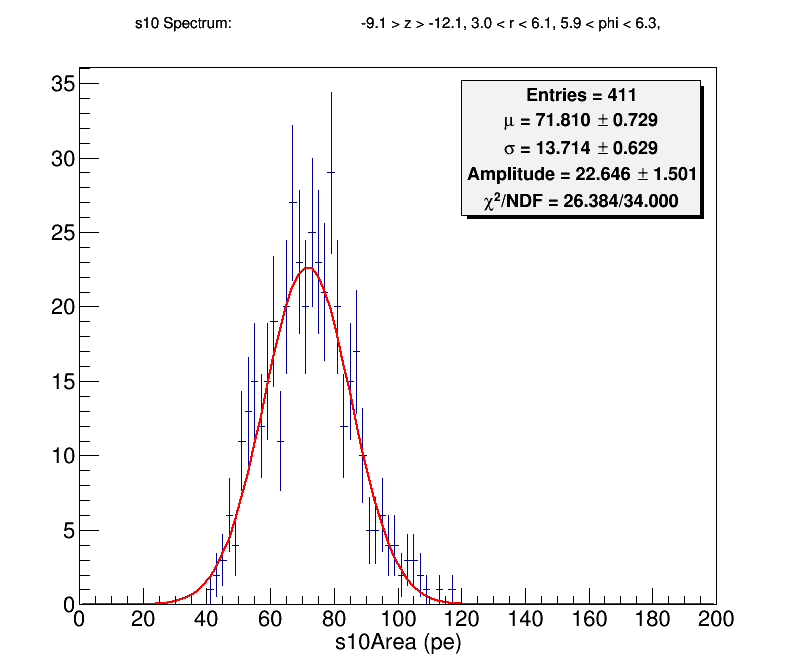 s10 Spectrum: -9.1 > z > -12.1, 3.0 < r < 6.1, 5.9 < phi < 6.3,
Entries = 411
μ = 71.810 ± 0.729
σ = 13.714 ± 0.629
Amplitude = 22.646 ± 1.501
χ²/NDF = 26.384/34.000
35
30
25
20
15
10
5
0
0 20 40 60 80 100 120 140 160 180 200
s10Area (pe)